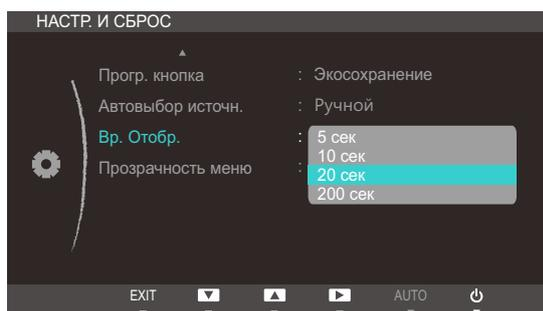 НАСТР. И СБРОС
Прогр. кнопка : Экосохранение
Автовыбор источн. : Ручной
Вр. Отобр. : 5 сек
10 сек
Прозрачность меню : 20 сек
200 сек
EXIT AUTO